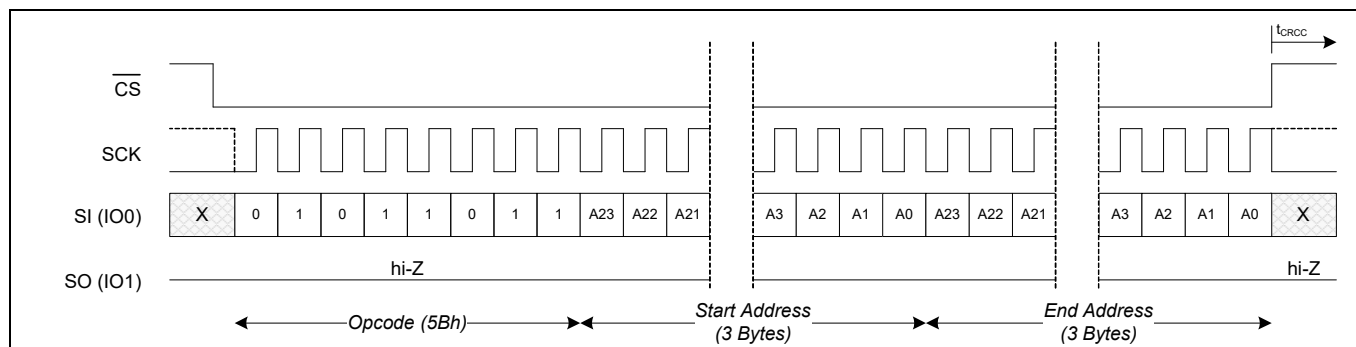 tCRCC
CS
SCK
SI (IO0) X 0 1 0 1 1 0 1 1 A23 A22 A21 A3 A2 A1 A0 A23 A22 A21 A3 A2 A1 A0 X
hi-Z hi-Z
SO (IO1)
Opcode (5Bh) Start Address End Address
(3 Bytes) (3 Bytes)